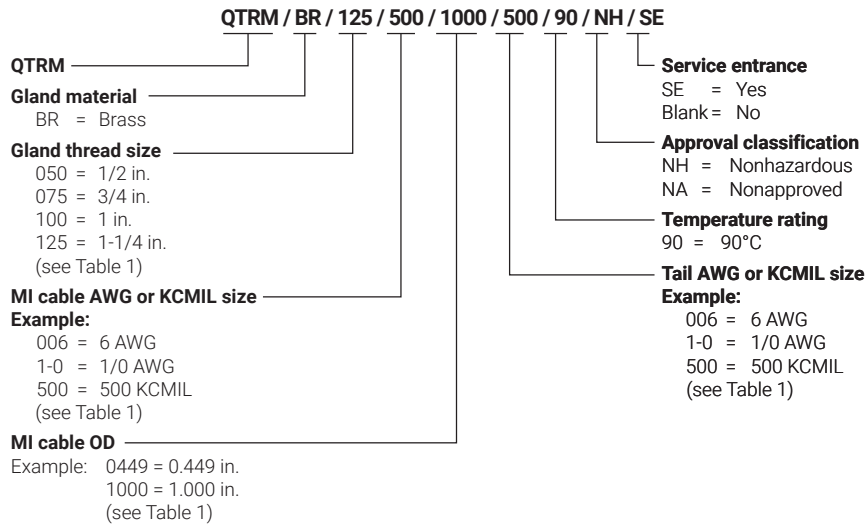 QTRM / BR / 125 / 500 / 1000 / 500 / 90 / NH / SE
QTRM
Gland material
BR = Brass
Gland thread size
050 = 1/2 in.
075 = 3/4 in.
100 = 1 in.
125 = 1-1/4 in.
(see Table 1)
MI cable AWG or KCMIL size
Example:
006 = 6 AWG
1-0 = 1/0 AWG
500 = 500 KCMIL
(see Table 1)
MI cable OD
Example: 0449 = 0.449 in.
1000 = 1.000 in.
(see Table 1)
Service entrance
SE = Yes
Blank = No
Approval classification
NH = Nonhazardous
NA = Nonapproved
Temperature rating
90 = 90°C
Tail AWG or KCMIL size
Example:
006 = 6 AWG
1-0 = 1/0 AWG
500 = 500 KCMIL
(see Table 1)